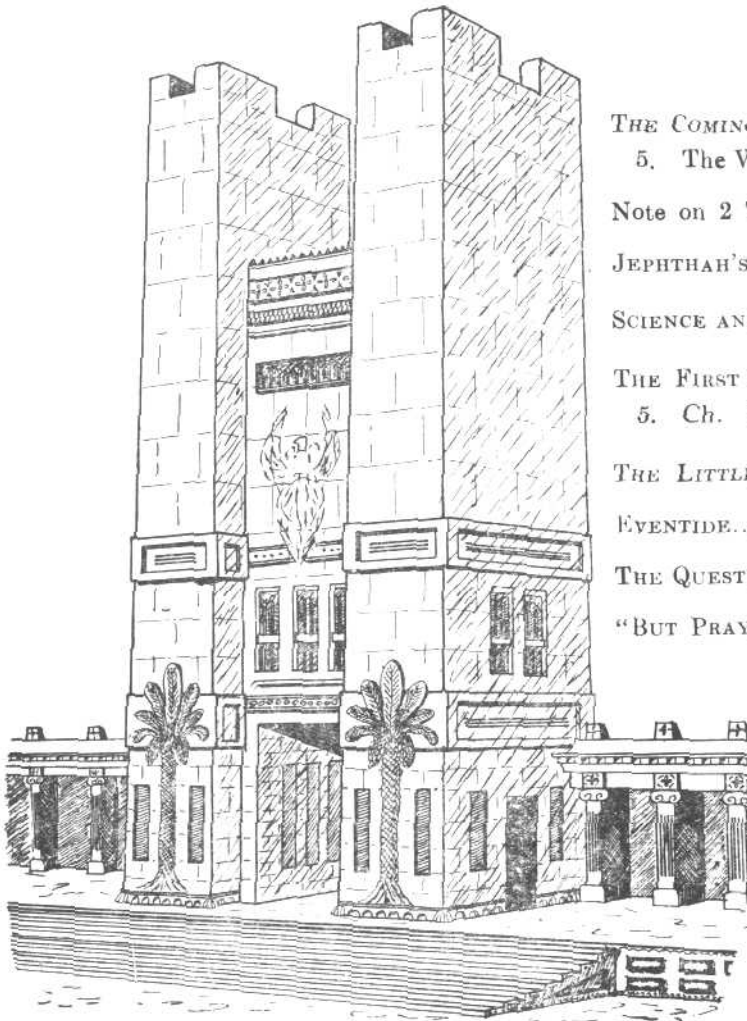 THE COMING
5. The W
Note on 2 T
JEPHTHAH'S
SCIENCE AN
THE FIRST
5. Ch.
THE LITTLE
EVENTIDE..
THE QUEST
"BUT PRAY